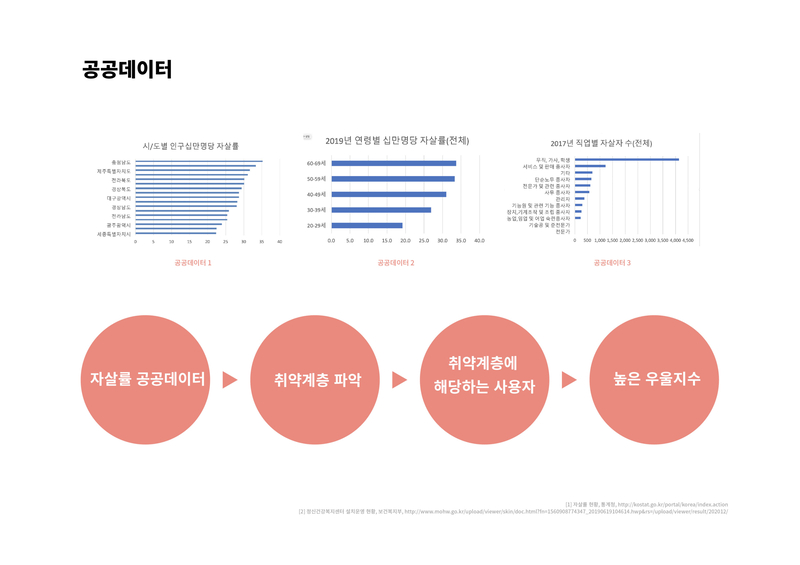 공공데이터
시/도별 인구십만명당 자살률
충청남도
제주특별자치도
전라북도
경상북도
대구광역시
경상남도
전라남도
광주광역시
세종특별자치시
0 5 10 15 20 25 30 35 40
공공데이터 1
2019년 연령별 십만명당 자살률(전체)
60-69세
50-59세
40-49세
30-39세
20-29세
0.0 5.0 10.0 15.0 20.0 25.0 30.0 35.0 40.0
공공데이터 2
2017년 직업별 자살자 수(전체)
무직, 가사, 학생
서비스 및 판매 종사자
기타
단순노무 종사자
전문가 및 관련 종사자
사무 종사자
관리자
기능원 및 관련 기능 종사자
장치,기계조작 및 조립 종사자
농업,임업 및 어업 숙련종사자
기술공 및 준전문가
전문가
0 500 1,000 1,500 2,000 2,500 3,000 3,500 4,000 4,500
공공데이터 3
자살률 공공데이터
취약계층 파악
취약계층에
해당하는 사용자
높은 우울지수
[1] 자살률 현황, 통계청, http://kostat.go.kr/portal/korea/index.action
[2] 정신건강복지센터 설치운영 현황, 보건복지부, http://www.mohw.go.kr/upload/viewer/skin/doc.html?fn=1560908774347_20190619104614.hwp&rs=/upload/viewer/result/202012/